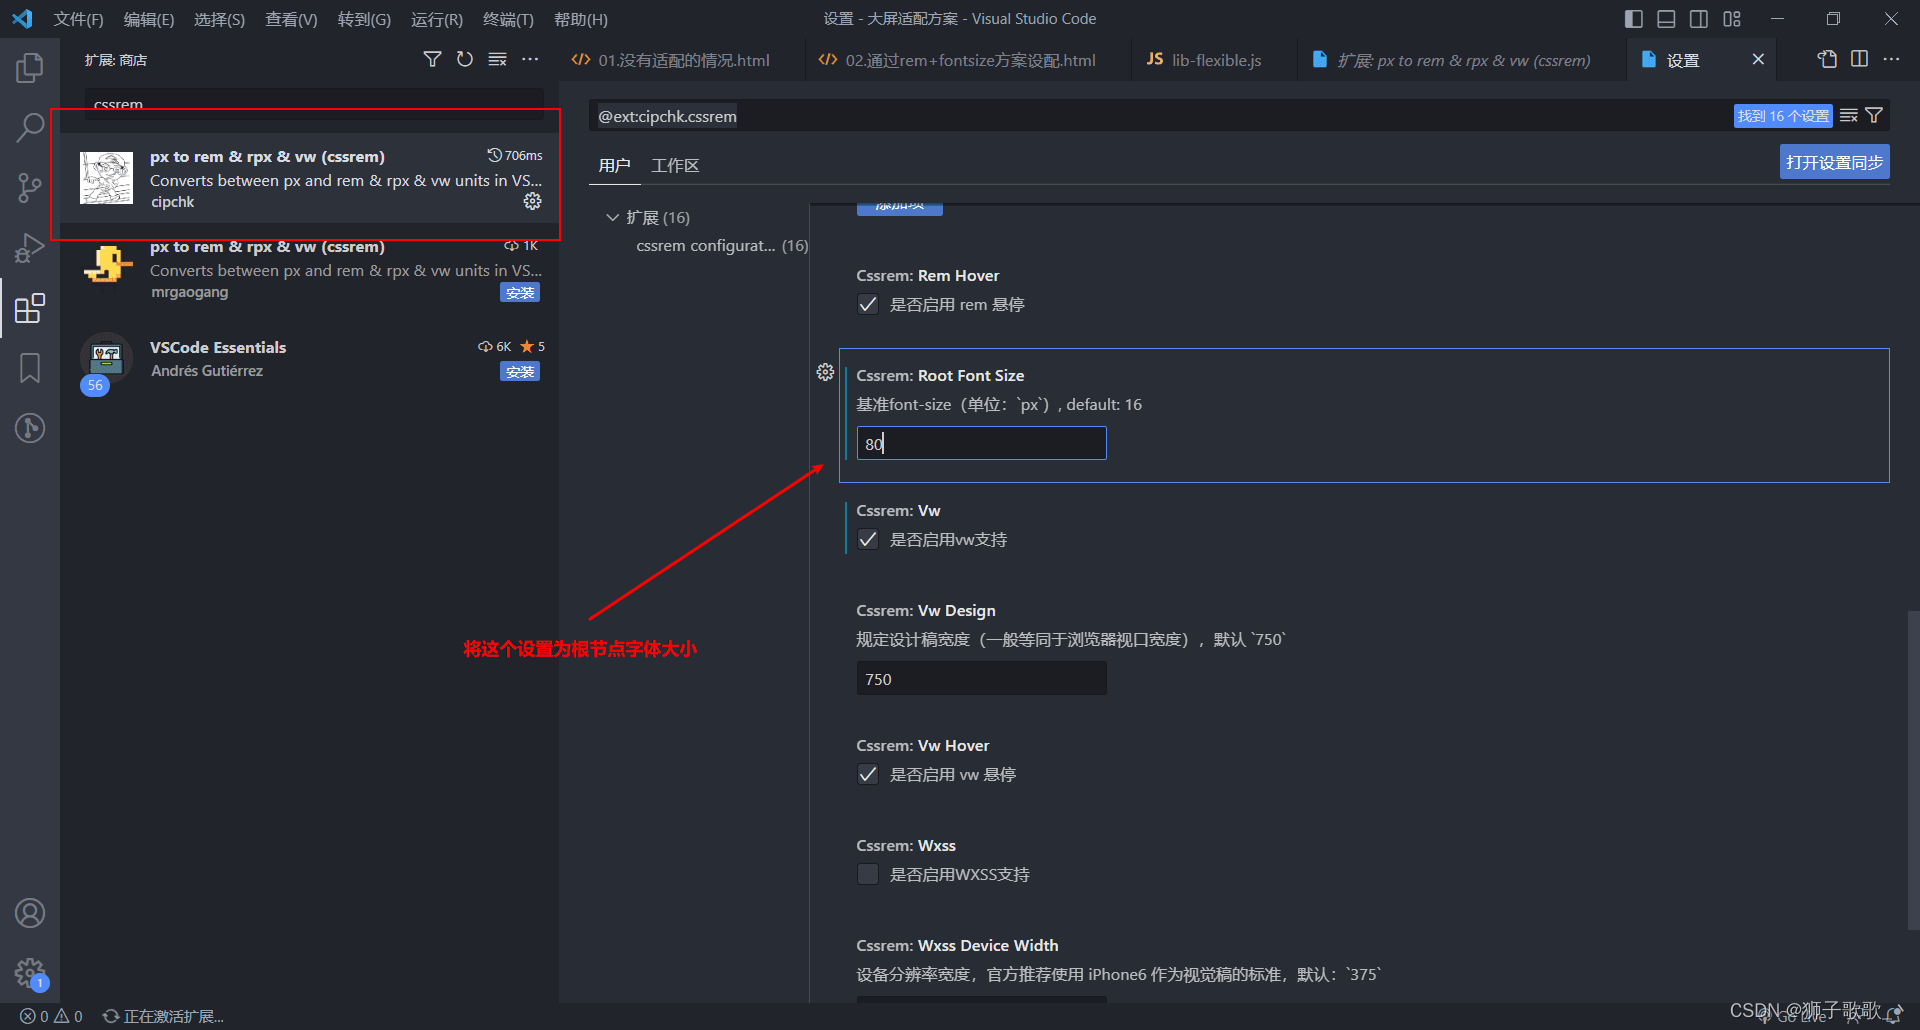 文件(F) 编辑(E) 选择(S) 查看(V) 转到(G) 运行(R) 终端(T) 帮助(H) 设置 - 大屏适配方案 - Visual Studio Code
扩展: 商店
01.没有适配的情况.html
02.通过rem+fontsize方案设配.html
JS lib-flexible.js
扩展: px to rem & rpx & vw (cssrem)
设置
cssrem
px to rem & rpx & vw (cssrem) 706ms
Converts between px and rem & rpx & vw units in VS...
cipchk
px to rem & rpx & vw (cssrem) 1K
Converts between px and rem & rpx & vw units in VS...
mrgaogang 安装
VSCode Essentials 6K 5
Andrés Gutiérrez 安装
56
@ext:cipchk.cssrem 找到 16 个设置
用户 工作区 打开设置同步
扩展 (16)
cssrem configurat... (16)
添加项
Cssrem: Rem Hover
是否启用 rem 悬停
Cssrem: Root Font Size
基准font-size（单位：`px`）, default: 16
80
Cssrem: Vw
是否启用vw支持
Cssrem: Vw Design
规定设计稿宽度（一般等同于浏览器视口宽度），默认 `750`
750
Cssrem: Vw Hover
是否启用 vw 悬停
Cssrem: Wxss
是否启用WXSS支持
Cssrem: Wxss Device Width
设备分辨率宽度，官方推荐使用 iPhone6 作为视觉稿的标准，默认：`375`
将这个设置为根节点字体大小
1
0 0 正在激活扩展...
Go Live
CSDN @狮子歌歌